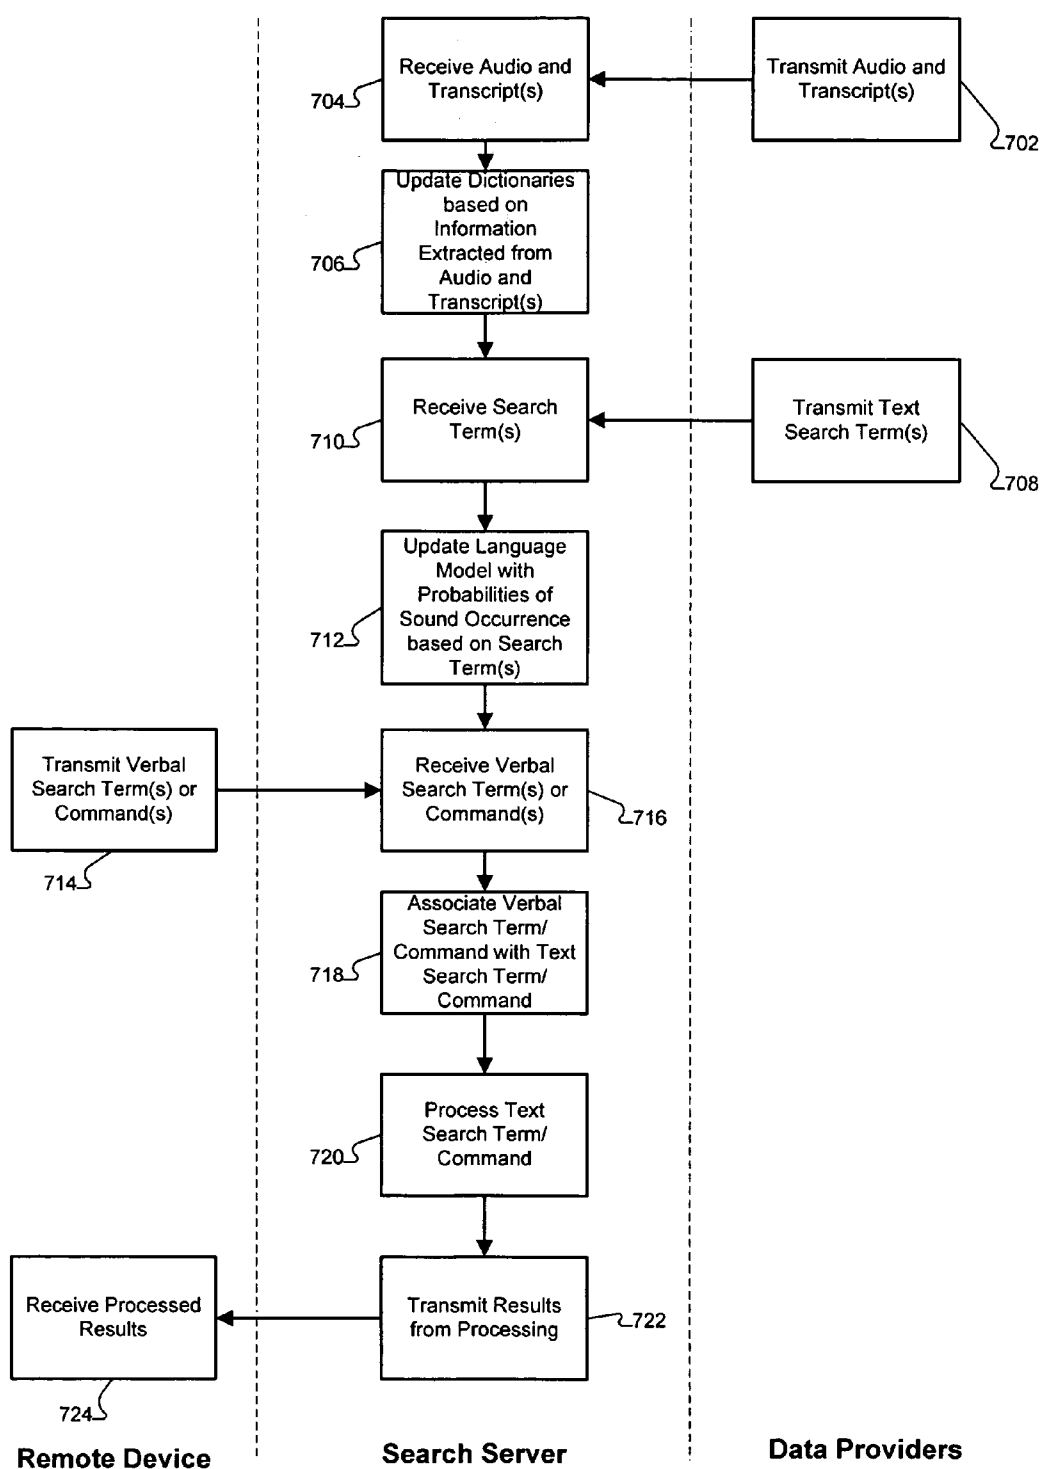 Receive Audio and
Transcript(s)
704
Transmit Audio and
Transcript(s)
702
Update Dictionaries
based on
Information
Extracted from
Audio and
Transcript(s)
706
Receive Search
Term(s)
710
Transmit Text
Search Term(s)
708
Update Language
Model with
Probabilities of
Sound Occurrence
based on Search
Term(s)
712
Transmit Verbal
Search Term(s) or
Command(s)
714
Receive Verbal
Search Term(s) or
Command(s)
716
Associate Verbal
Search Term/
Command with Text
Search Term/
Command
718
Process Text
Search Term/
Command
720
Receive Processed
Results
724
Transmit Results
from Processing
722
Remote Device
Search Server
Data Providers